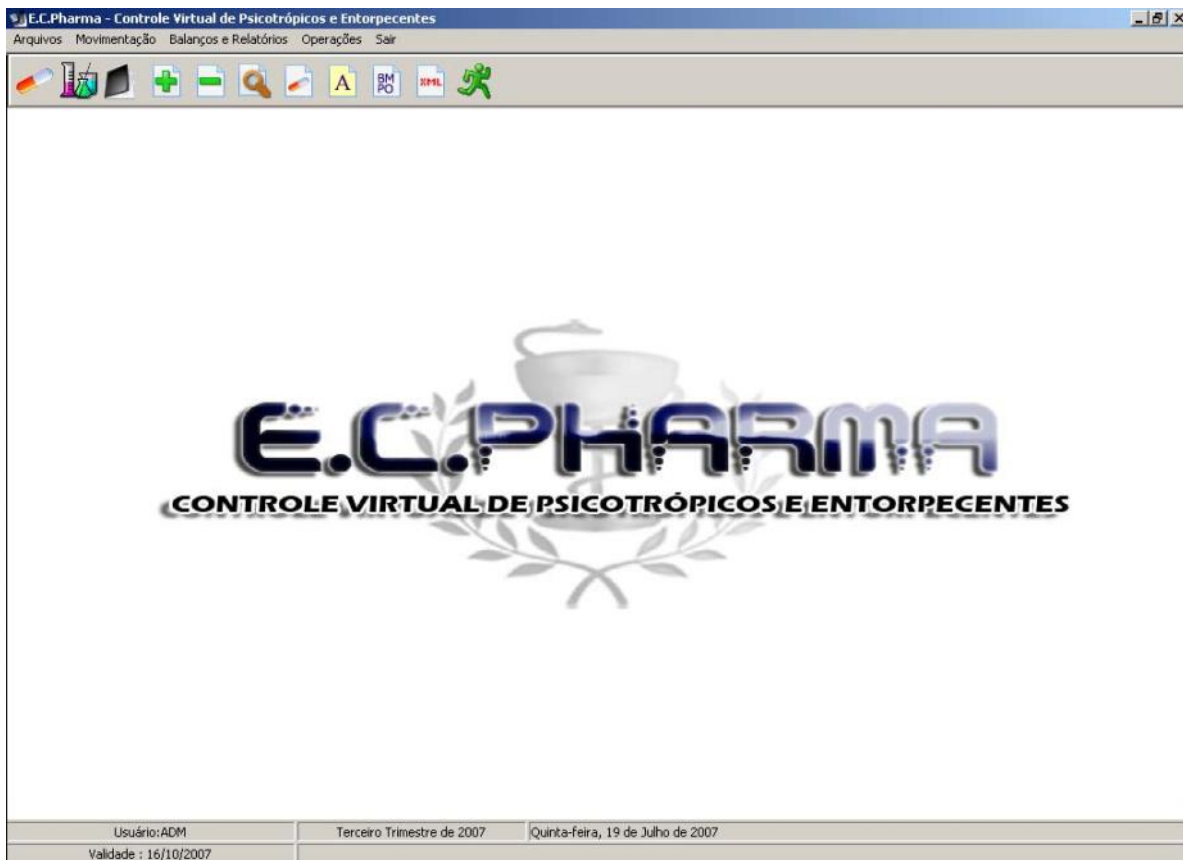 E.C.Pharma - Controle Virtual de Psicotrópicos e Entorpecentes
Arquivos Movimentação Balanços e Relatórios Operações Sair
A BM PO XML
E.C.PHARMA
CONTROLE VIRTUAL DE PSICOTRÓPICOS E ENTORPECENTES
Usuário:ADM Terceiro Trimestre de 2007 Quinta-feira, 19 de Julho de 2007
Validade : 16/10/2007